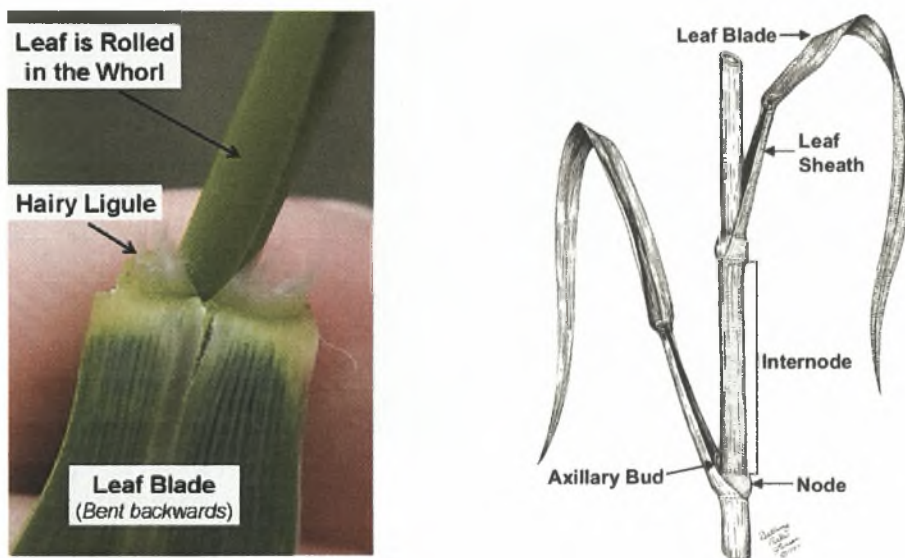 Leaf is Rolled
in the Whorl
Hairy Ligule
Leaf Blade
(Bent backwards)
Leaf Blade
Leaf
Sheath
Internode
Axillary Bud
Node